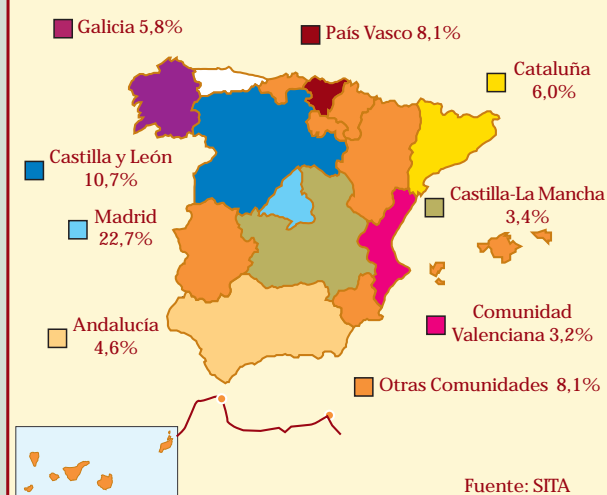 Galicia 5,8%
País Vasco 8,1%
Cataluña
6,0%
Castilla y León
10,7%
Castilla-La Mancha
3,4%
Madrid
22,7%
Comunidad
Valenciana 3,2%
Andalucía
4,6%
Otras Comunidades 8,1%
Fuente: SITA